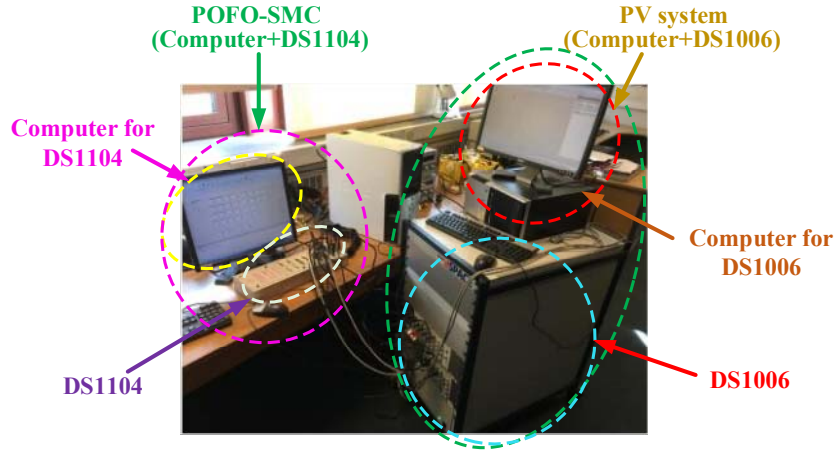 POFO-SMC
(Computer+DS1104)
PV system
(Computer+DS1006)
Computer for
DS1104
Computer for
DS1006
DS1104
DS1006